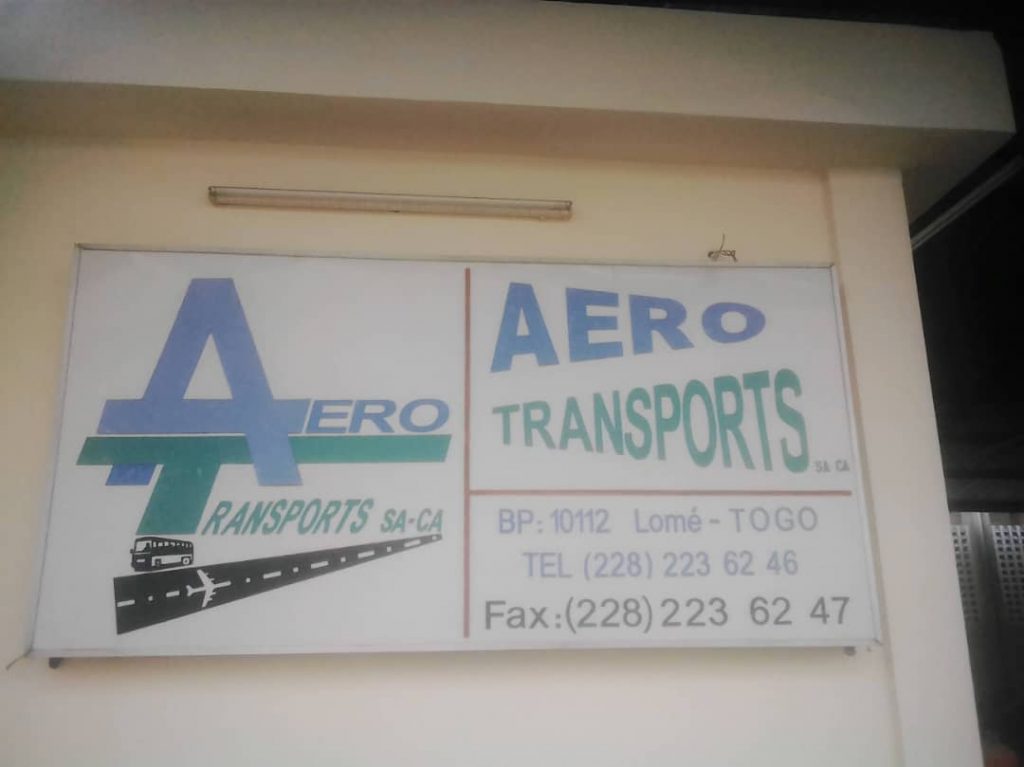 AERO
TRANSPORTS SA-CA
AERO
TRANSPORTS SA CA
BP: 10112 Lomé - TOGO
TEL (228) 223 62 46
Fax:(228) 223 62 47